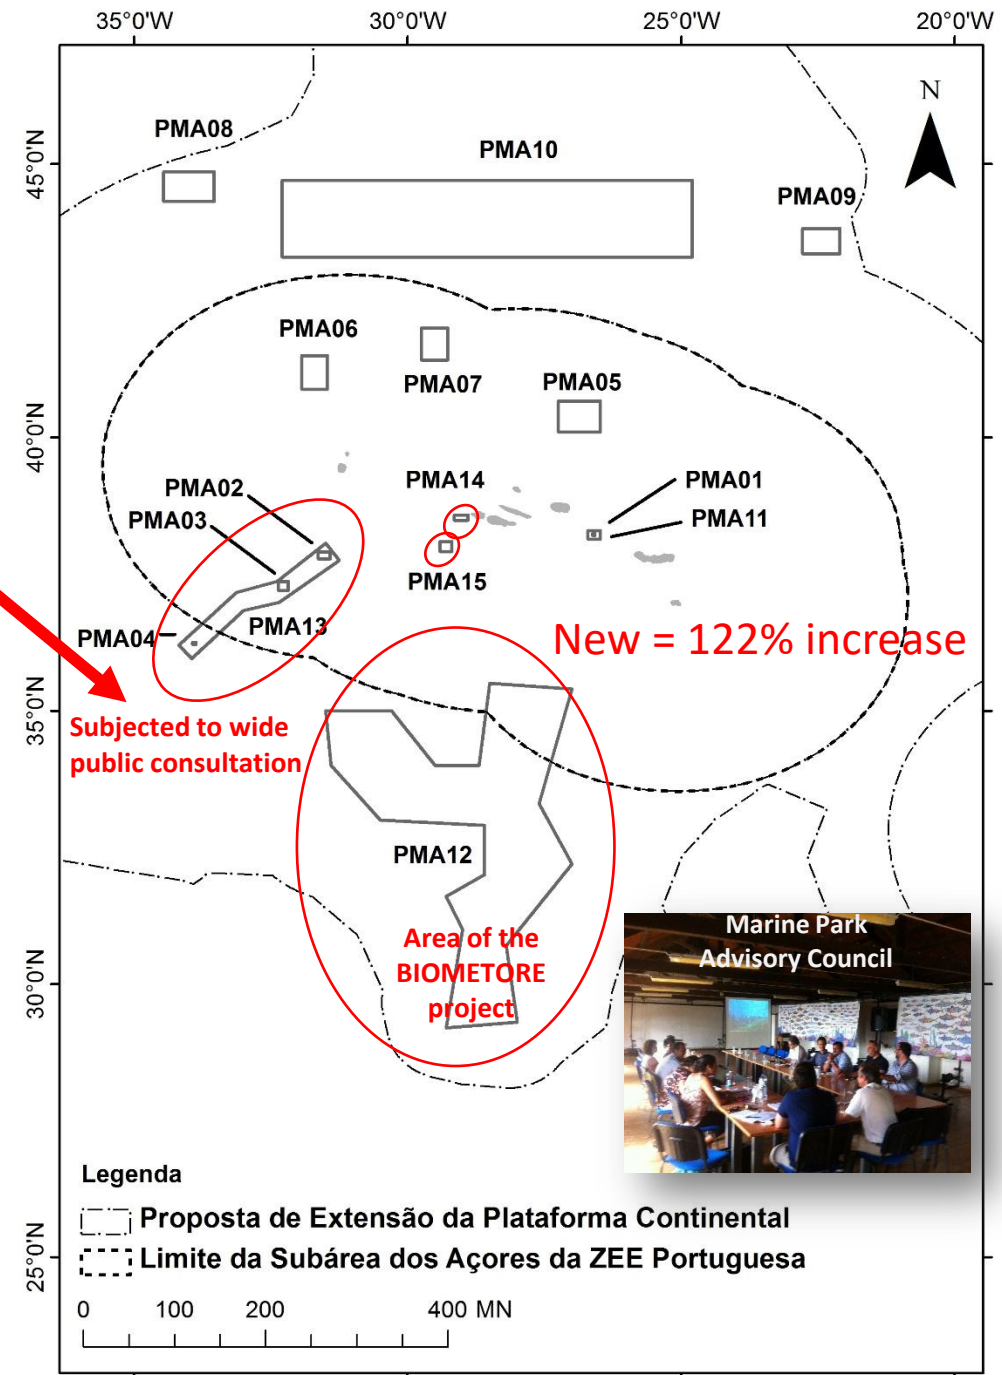 35°0'W 30°0'W 25°0'W 20°0'W
N
45°0'N
PMA08
PMA10
PMA09
PMA06
PMA07
PMA05
40°0'N
PMA02
PMA14
PMA01
PMA03
PMA11
PMA15
PMA04
PMA13
New = 122% increase
35°0'N
Subjected to wide
public consultation
PMA12
Area of the
BIOMETORE
project
30°0'N
Marine Park
Advisory Council
Legenda
Proposta de Extensão da Plataforma Continental
Limite da Subárea dos Açores da ZEE Portuguesa
25°0'N
0 100 200 400 MN